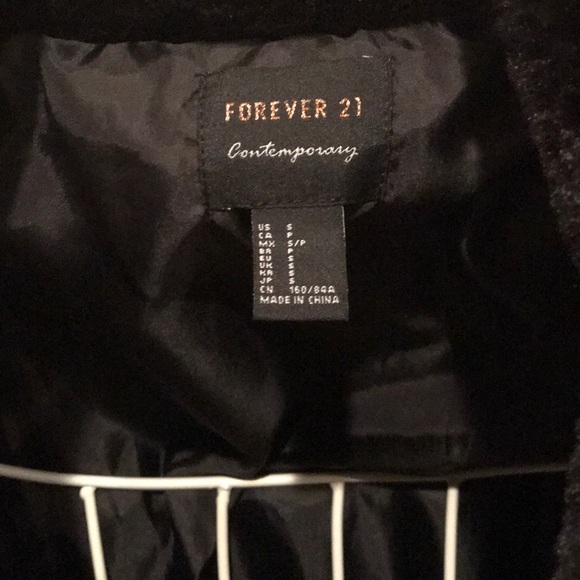 FOREVER 21
Contemporary
US S
CA P
MX S/P
BR P
EU S
UK S
KR S
JP S
CN 160/84A
MADE IN CHINA